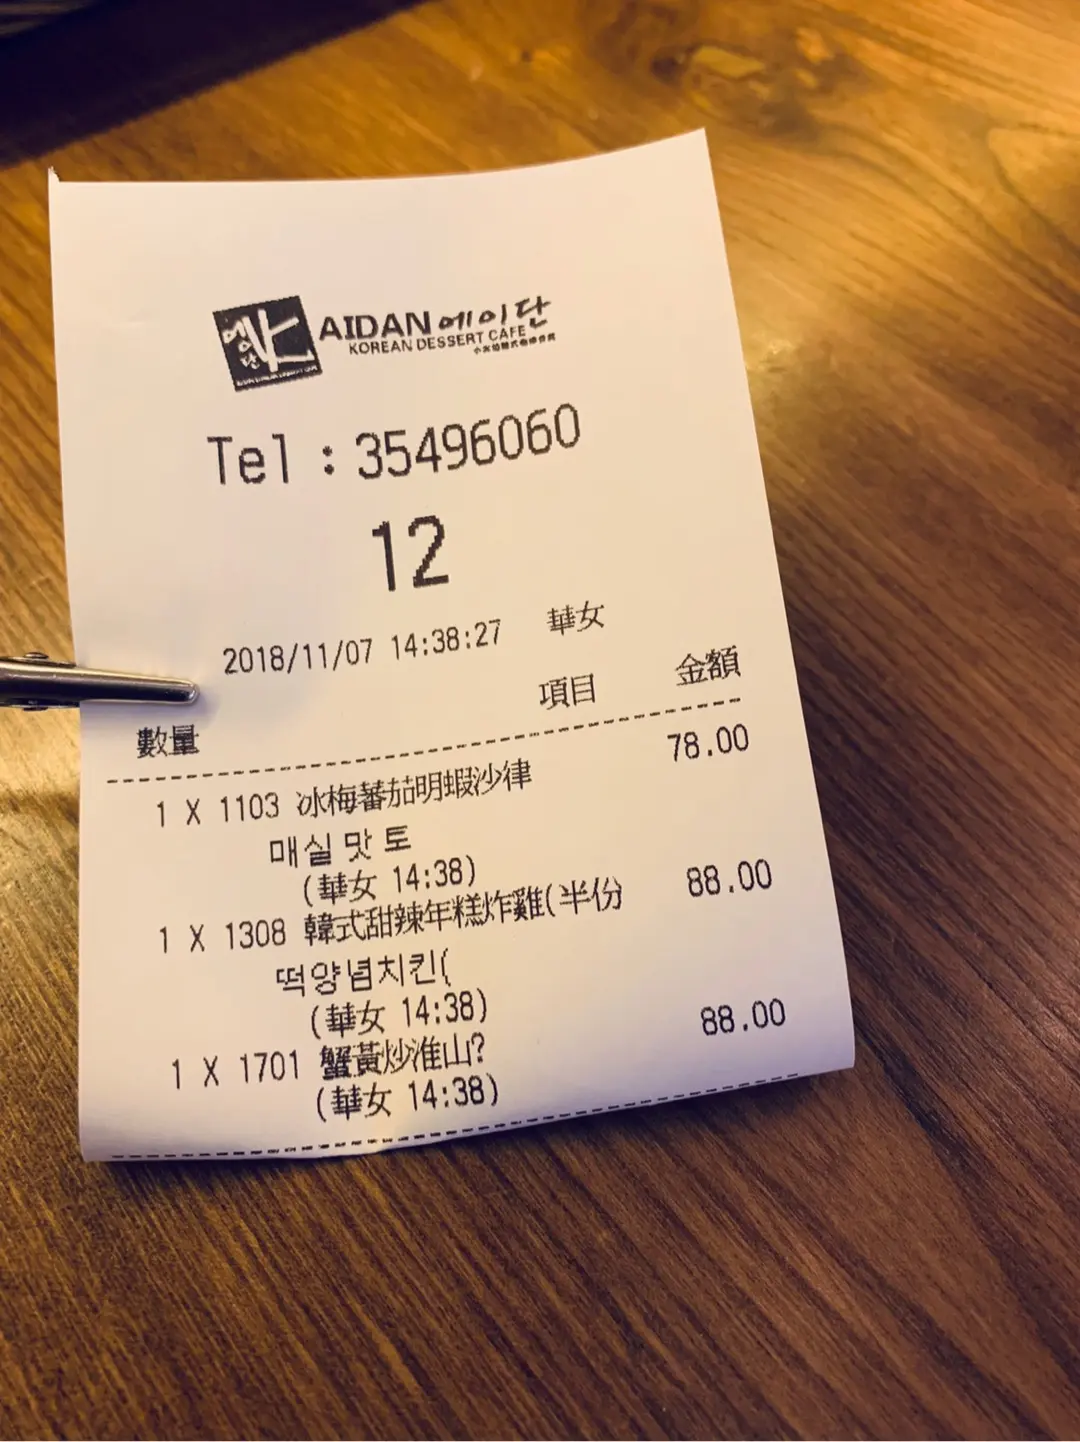 에이단
AIDAN 에이단
KOREAN DESSERT CAFE
Tel : 35496060
12
2018/11/07 14:38:27 華女
數量 項目 金額
1 X 1103 冰梅蕃茄明蝦沙律 78.00
매실맛토
(華女 14:38)
1 X 1308 韓式甜辣年糕炸雞(半份 88.00
떡양념치킨(
(華女 14:38)
1 X 1701 蟹黃炒淮山? 88.00
(華女 14:38)